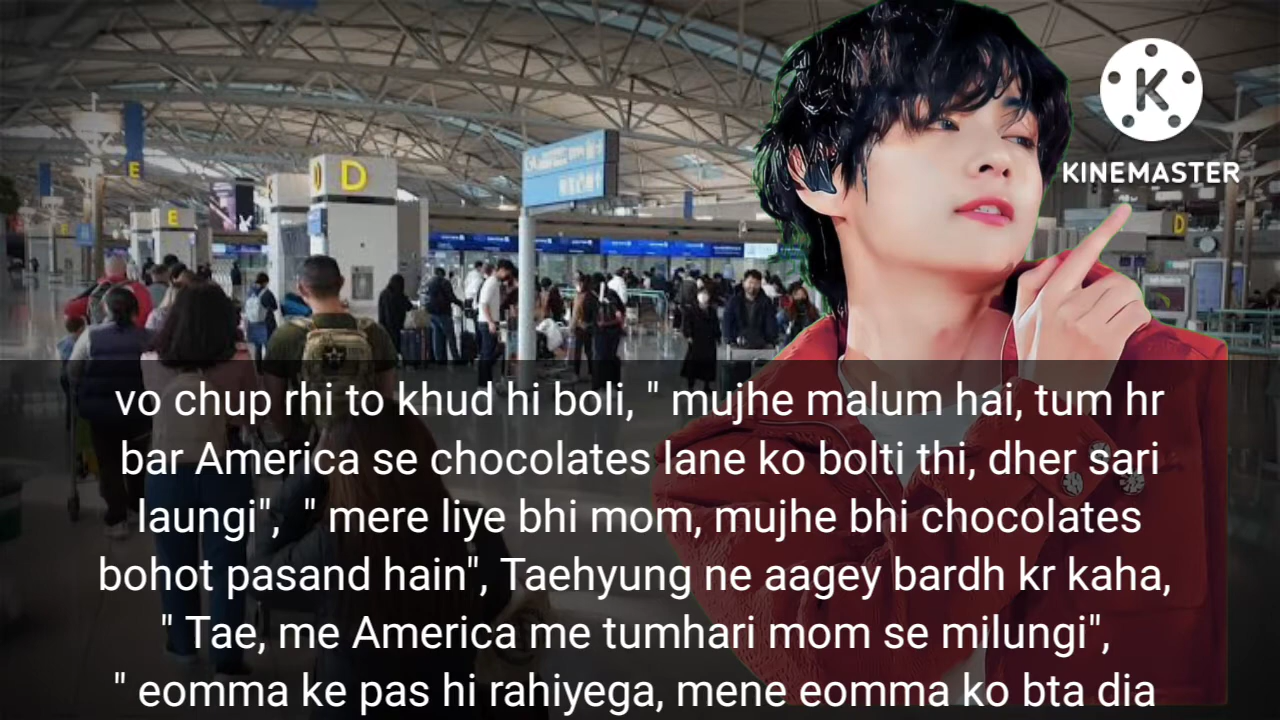 E
D
E
E
D
KINEMASTER
vo chup rhi to khud hi boli, " mujhe malum hai, tum hr
bar America se chocolates lane ko bolti thi, dher sari
laungi",  " mere liye bhi mom, mujhe bhi chocolates
bohot pasand hain", Taehyung ne aagey bardh kr kaha,
" Tae, me America me tumhari mom se milungi",
" eomma ke pas hi rahiyega, mene eomma ko bta dia